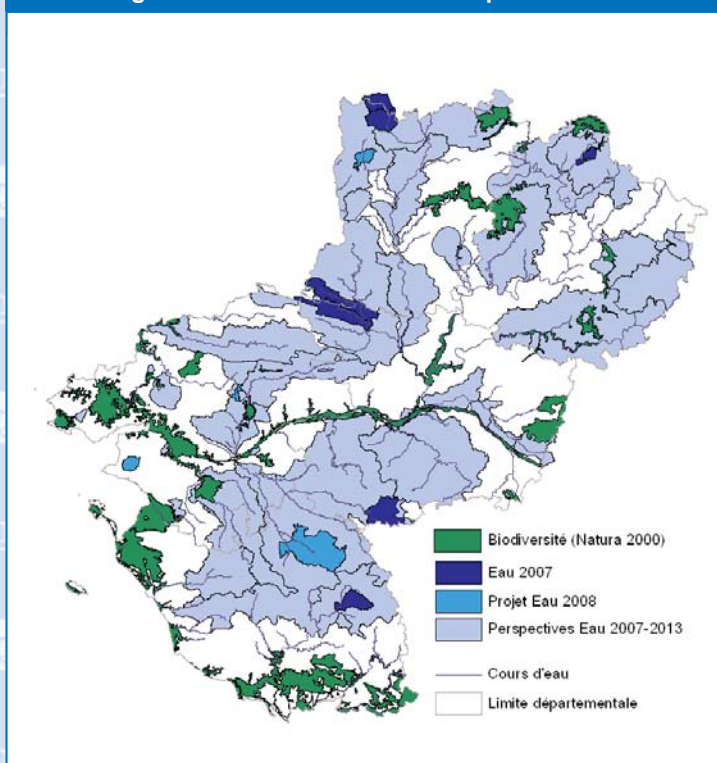 Biodiversité (Natura 2000)
Eau 2007
Projet Eau 2008
Perspectives Eau 2007-2013
Cours d'eau
Limite départementale